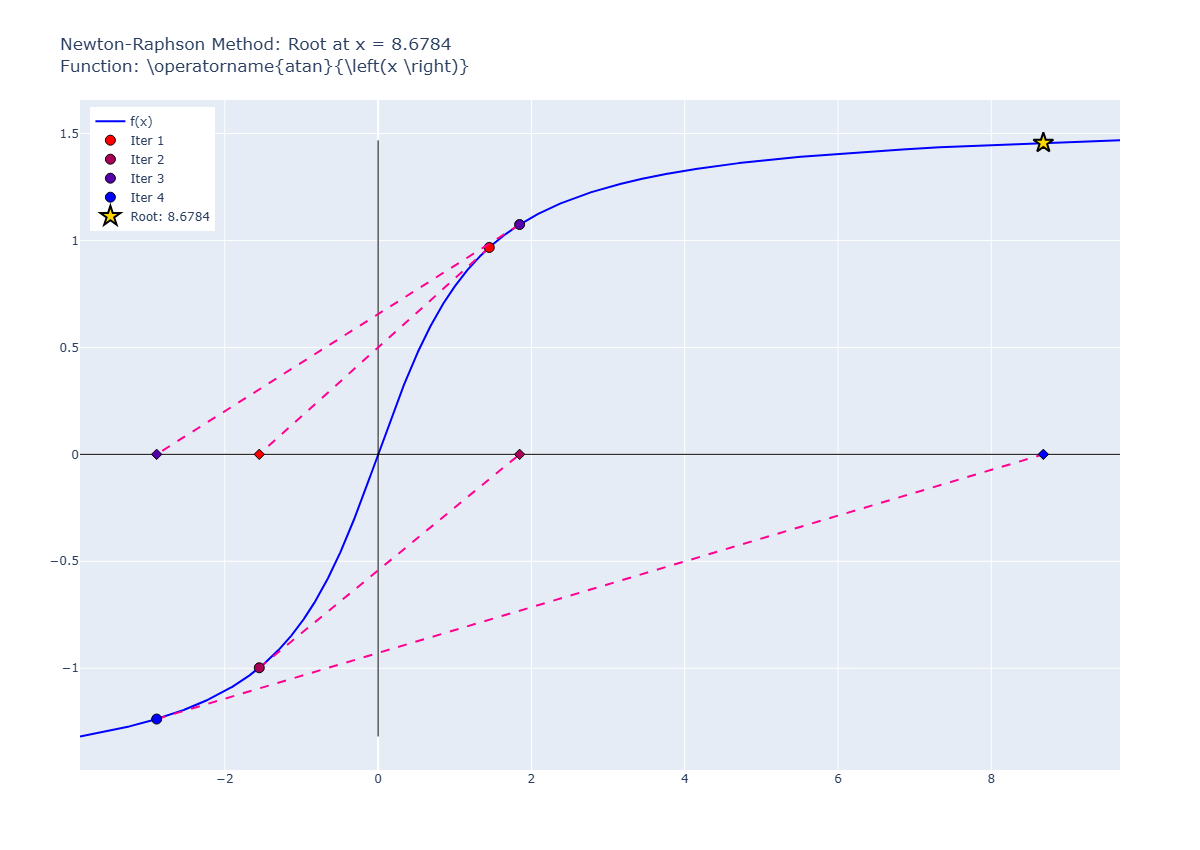 Newton-Raphson Method: Root at x = 8.6784
Function: \operatorname{atan}{\left(x \right)}
f(x)
Iter 1
Iter 2
Iter 3
Iter 4
Root: 8.6784
1.5
1
0.5
0
−0.5
−1
−2 0 2 4 6 8